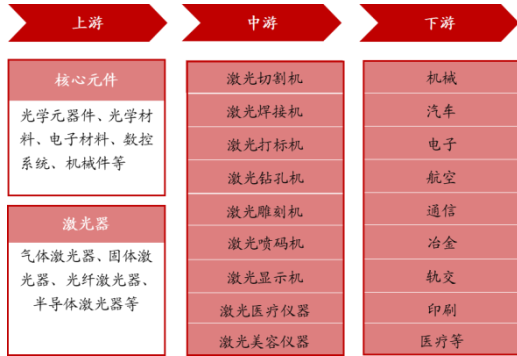 上游
中游
下游
核心元件
光学元器件、光学材
料、电子材料、数控
系统、机械件等
激光器
气体激光器、固体激
光器、光纤激光器、
半导体激光器等
激光切割机
激光焊接机
激光打标机
激光钻孔机
激光雕刻机
激光喷码机
激光显示机
激光医疗仪器
激光美容仪器
机械
汽车
电子
航空
通信
冶金
轨交
印刷
医疗等